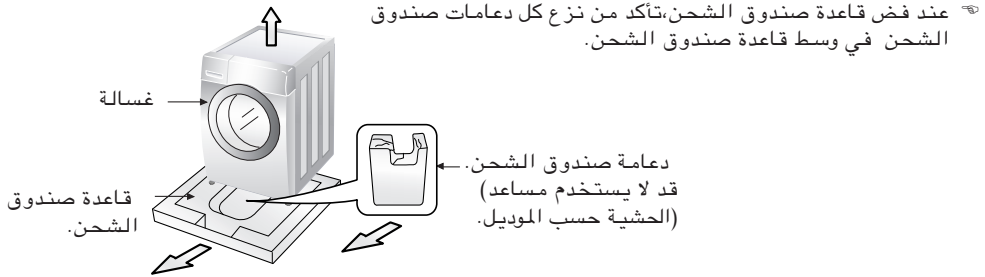 عند فض قاعدة صندوق الشحن،تأكد من نزع كل دعامات صندوق
الشحن في وسط قاعدة صندوق الشحن.
غسالة
دعامة صندوق الشحن.
قد لا يستخدم مساعد)
(الحشية حسب الموديل.
قاعدة صندوق
الشحن.